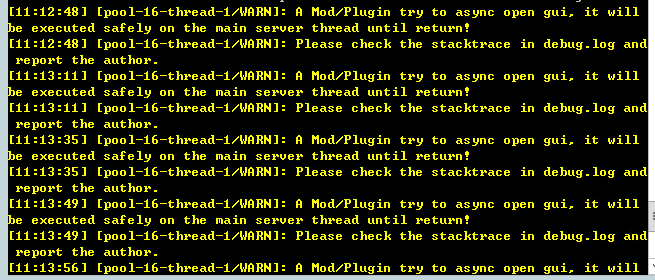 [11:12:48] [pool-16-thread-1/WARN]: A Mod/Plugin try to async open gui, it will
be executed safely on the main server thread until return!
[11:12:48] [pool-16-thread-1/WARN]: Please check the stacktrace in debug.log and
report the author.
[11:13:11] [pool-16-thread-1/WARN]: A Mod/Plugin try to async open gui, it will
be executed safely on the main server thread until return!
[11:13:11] [pool-16-thread-1/WARN]: Please check the stacktrace in debug.log and
report the author.
[11:13:35] [pool-16-thread-1/WARN]: A Mod/Plugin try to async open gui, it will
be executed safely on the main server thread until return!
[11:13:35] [pool-16-thread-1/WARN]: Please check the stacktrace in debug.log and
report the author.
[11:13:49] [pool-16-thread-1/WARN]: A Mod/Plugin try to async open gui, it will
be executed safely on the main server thread until return!
[11:13:49] [pool-16-thread-1/WARN]: Please check the stacktrace in debug.log and
report the author.
[11:13:56] [pool-16-thread-1/WARN]: A Mod/Plugin try to async open gui, it will